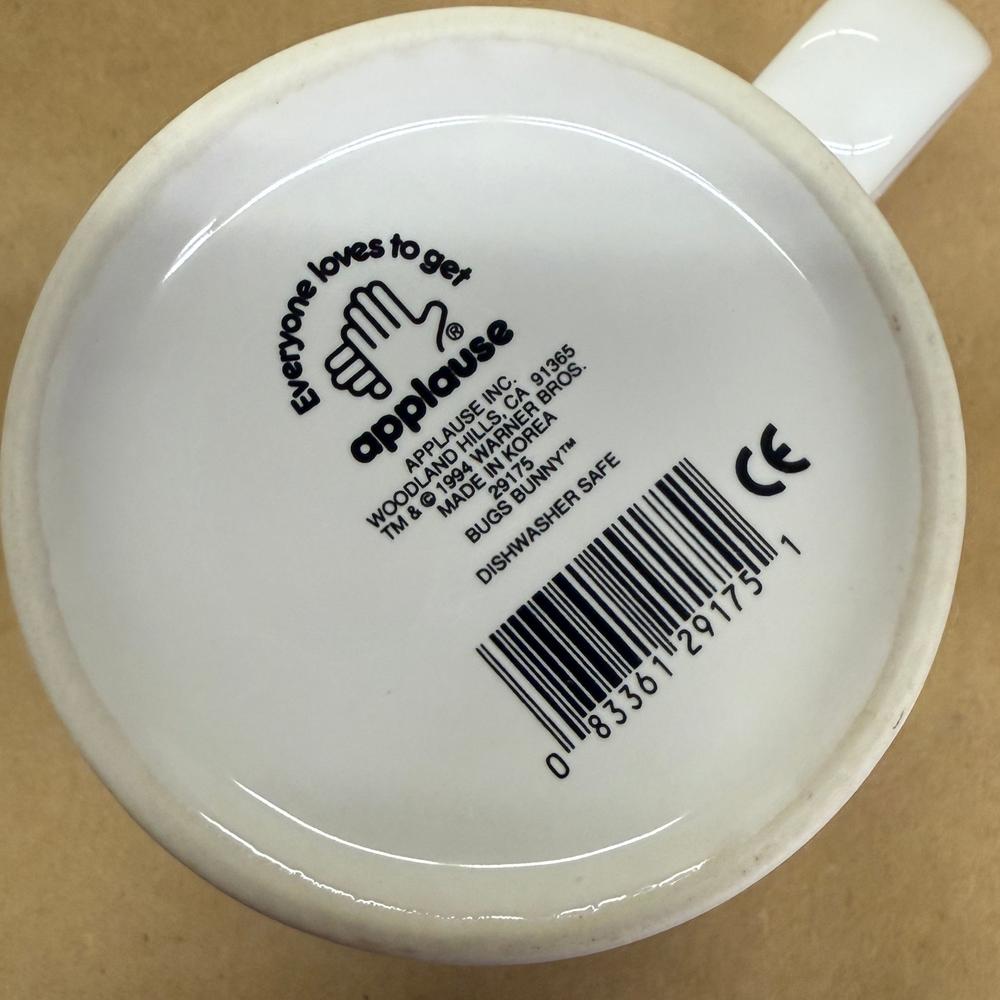 Everyone loves to get
®
applause
APPLAUSE INC.
WOODLAND HILLS, CA 91365
TM & © 1994 WARNER BROS.
MADE IN KOREA
29175
BUGS BUNNY™
DISHWASHER SAFE
CE
0 83361 29175 1